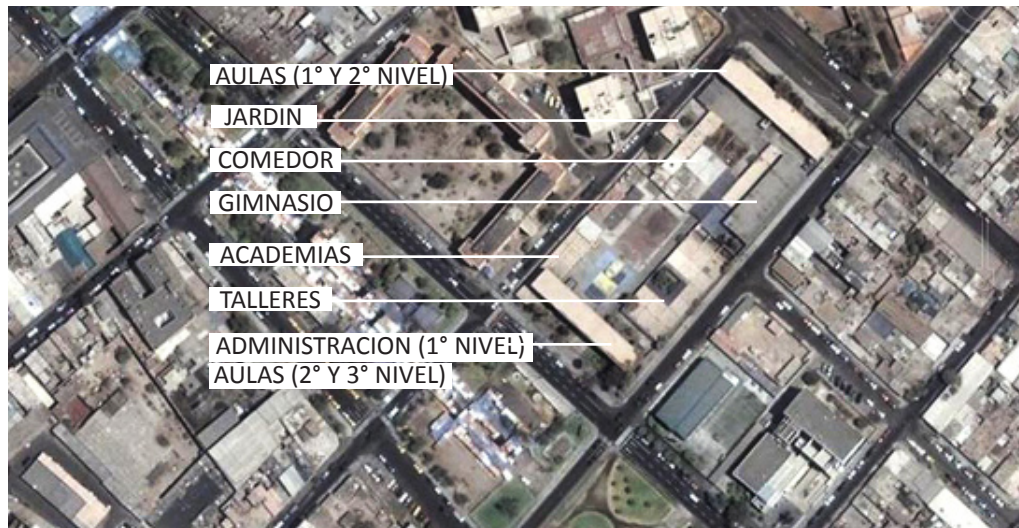 AULAS (1° Y 2° NIVEL)
JARDIN
COMEDOR
GIMNASIO
ACADEMIAS
TALLERES
ADMINISTRACION (1° NIVEL)
AULAS (2° Y 3° NIVEL)